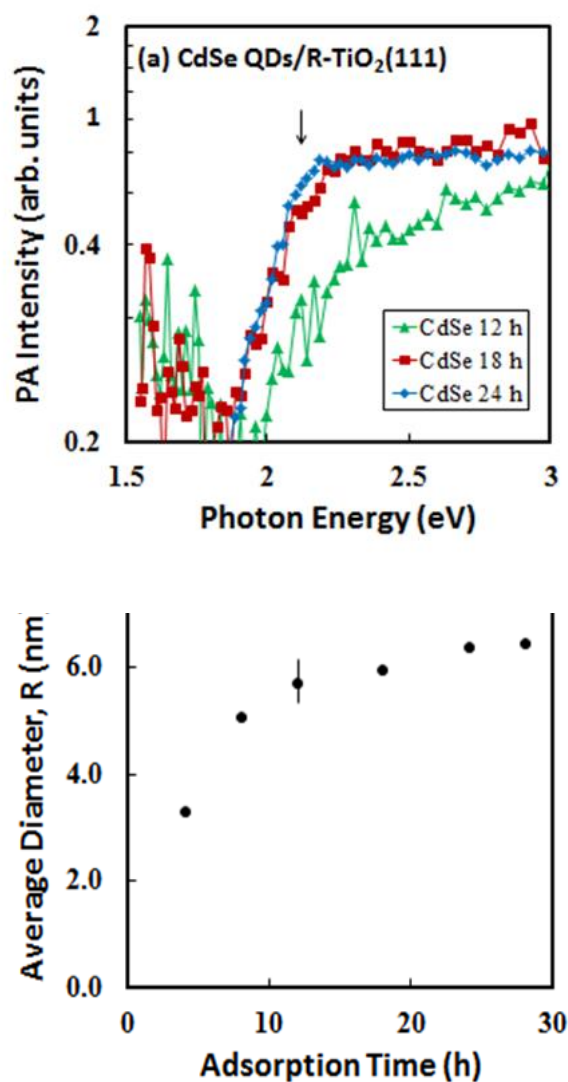 2
(a) CdSe QDs/R-TiO₂(111)
1
PA Intensity (arb. units)
0.4
CdSe 12 h
CdSe 18 h
CdSe 24 h
0.2
1.5 2 2.5 3
Photon Energy (eV)
Average Diameter, R (nm)
6.0
4.0
2.0
0.0
0 10 20 30
Adsorption Time (h)